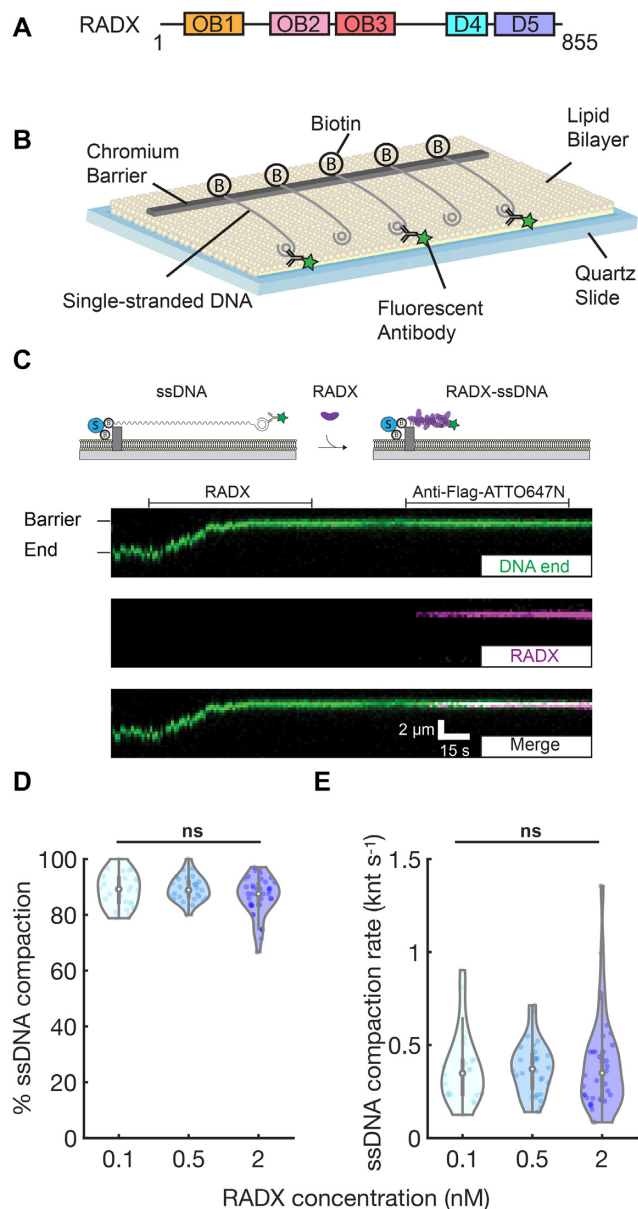 A
RADX
OB1
OB2
OB3
D4
D5
1
855
B
Biotin
Chromium
Barrier
Lipid
Bilayer
B
B
B
B
B
Single-stranded DNA
Fluorescent
Antibody
Quartz
Slide
C
ssDNA
RADX
RADX-ssDNA
S
B
B
S
B
B
RADX
Anti-Flag-ATTO647N
Barrier
End
DNA end
RADX
2 µm
15 s
Merge
D
E
ns
ns
% ssDNA compaction
100
80
60
40
20
0
0.1
0.5
2
ssDNA compaction rate (knt s-1)
1.5
1
0.5
0
0.1
0.5
2
RADX concentration (nM)